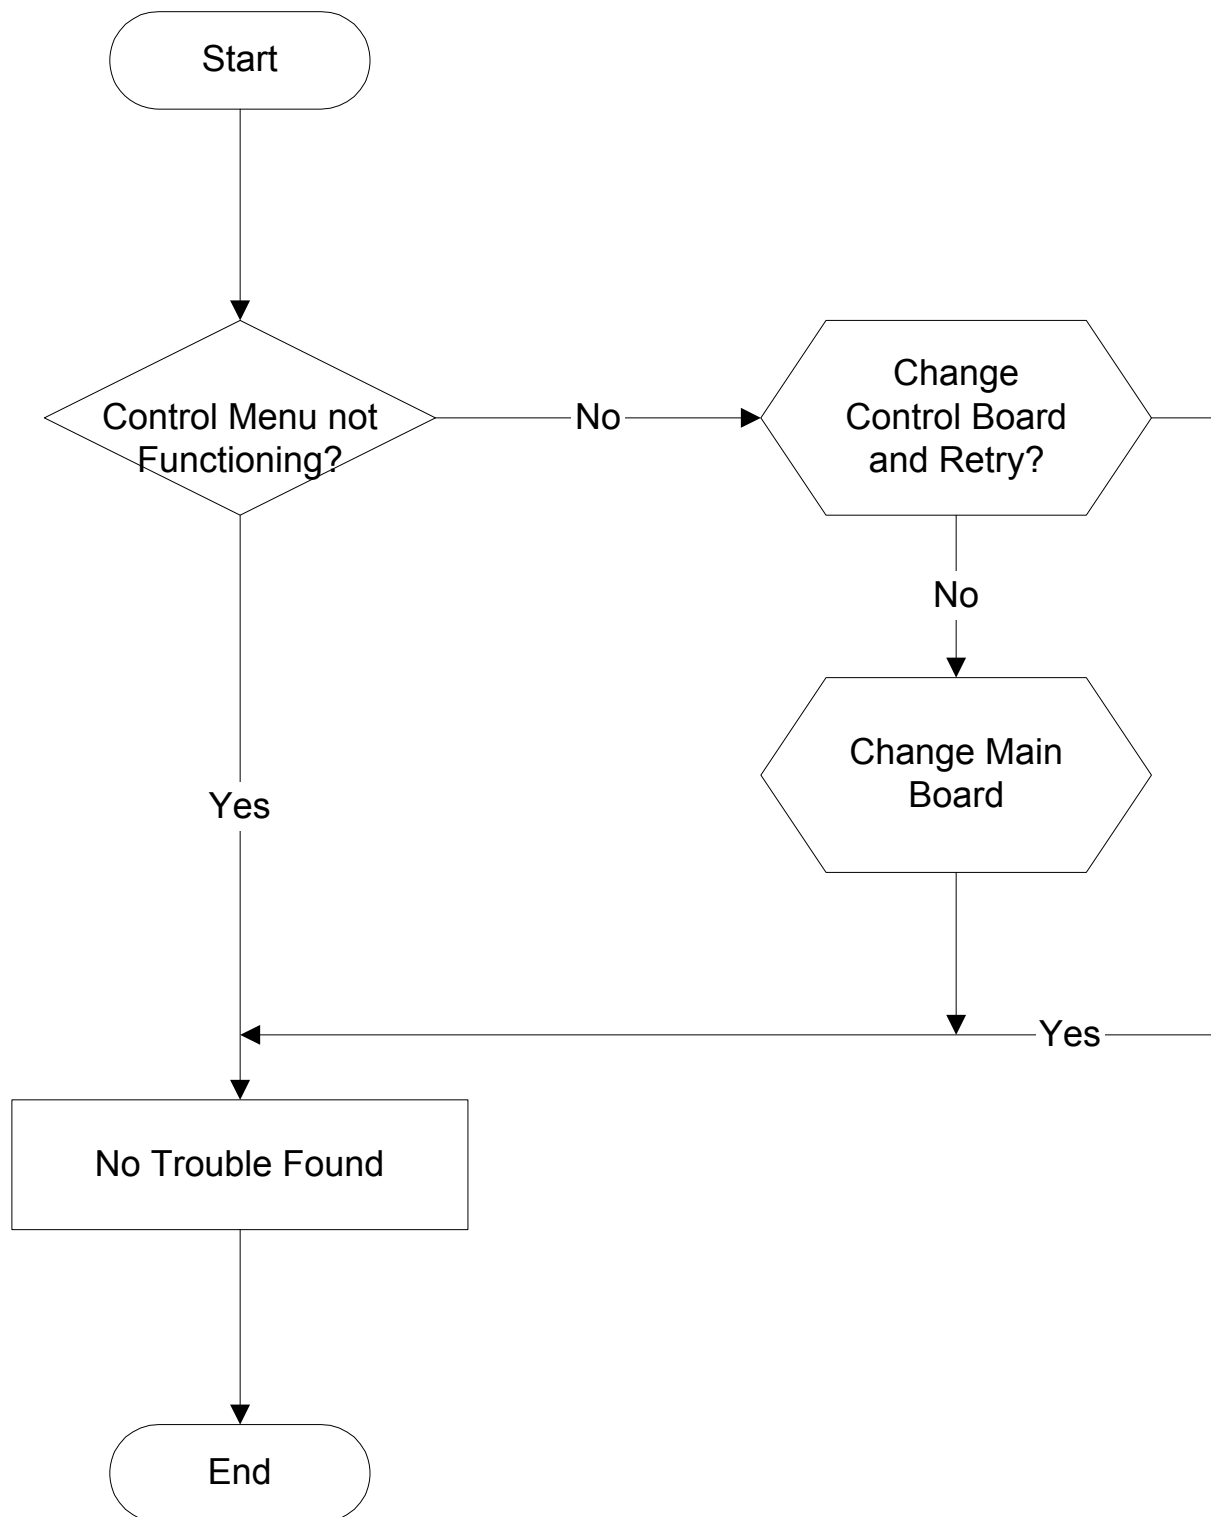 Start
Control Menu not
Functioning?
No
Change
Control Board
and Retry?
No
Change Main
Board
Yes
Yes
No Trouble Found
End